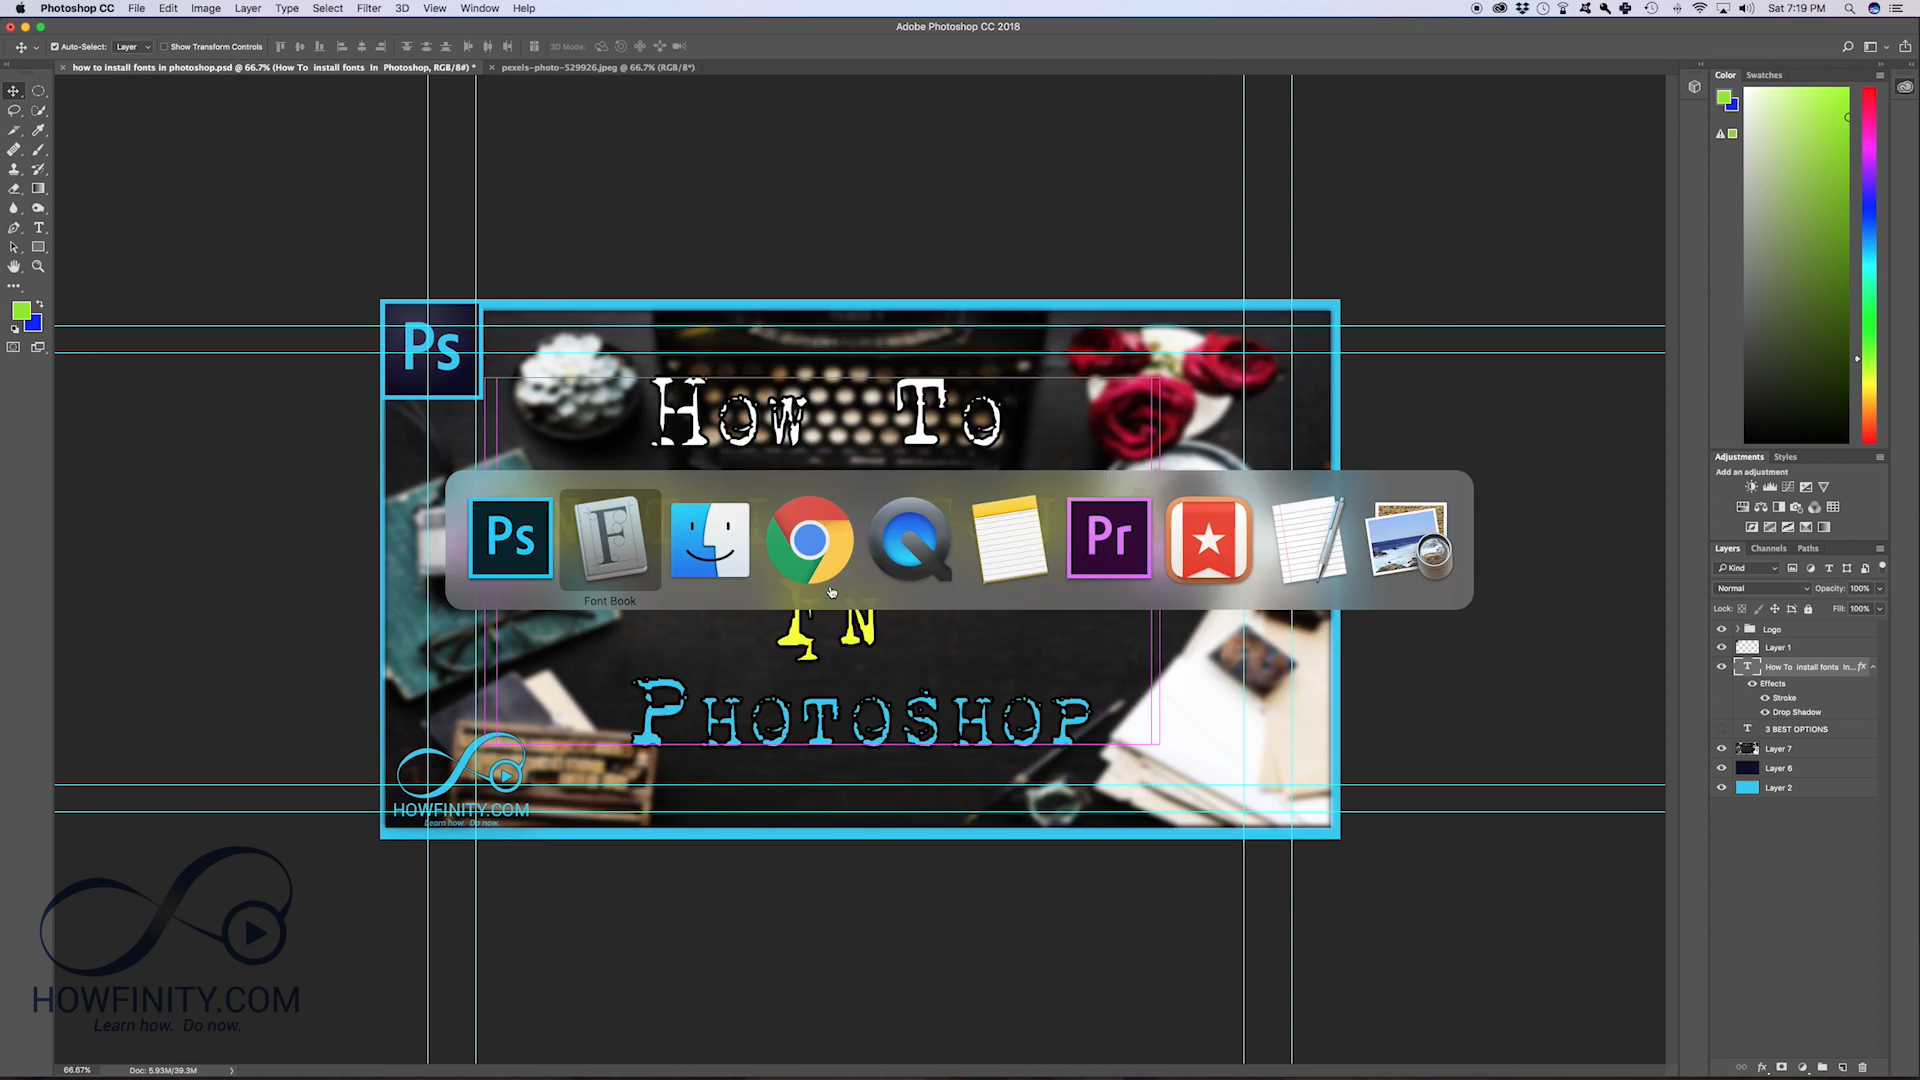 Photoshop CC File Edit Image Layer Type Select Filter 3D View Window Help Sat 7:19 PM
Adobe Photoshop CC 2018
Auto-Select: Layer Show Transform Controls 3D Mode:
how to install fonts in photoshop.psd @ 66.7% (How To install fonts In Photoshop, RGB/8#) * pexels-photo-529926.jpeg @ 66.7% (RGB/8*)
Color Swatches
Ps
How To
Adjustments Styles
Add an adjustment
Ps F Pr
Font Book
In
Photoshop
HOWFINITY.COM
Learn how. Do now.
Layers Channels Paths
Kind
Normal Opacity: 100%
Lock: Fill: 100%
Logo
Layer 1
T How To install fonts In... fx
Effects
Stroke
Drop Shadow
T 3 BEST OPTIONS
Layer 7
Layer 6
Layer 2
HOWFINITY.COM
Learn how. Do now.
66.67% Doc: 5.93M/39.3M